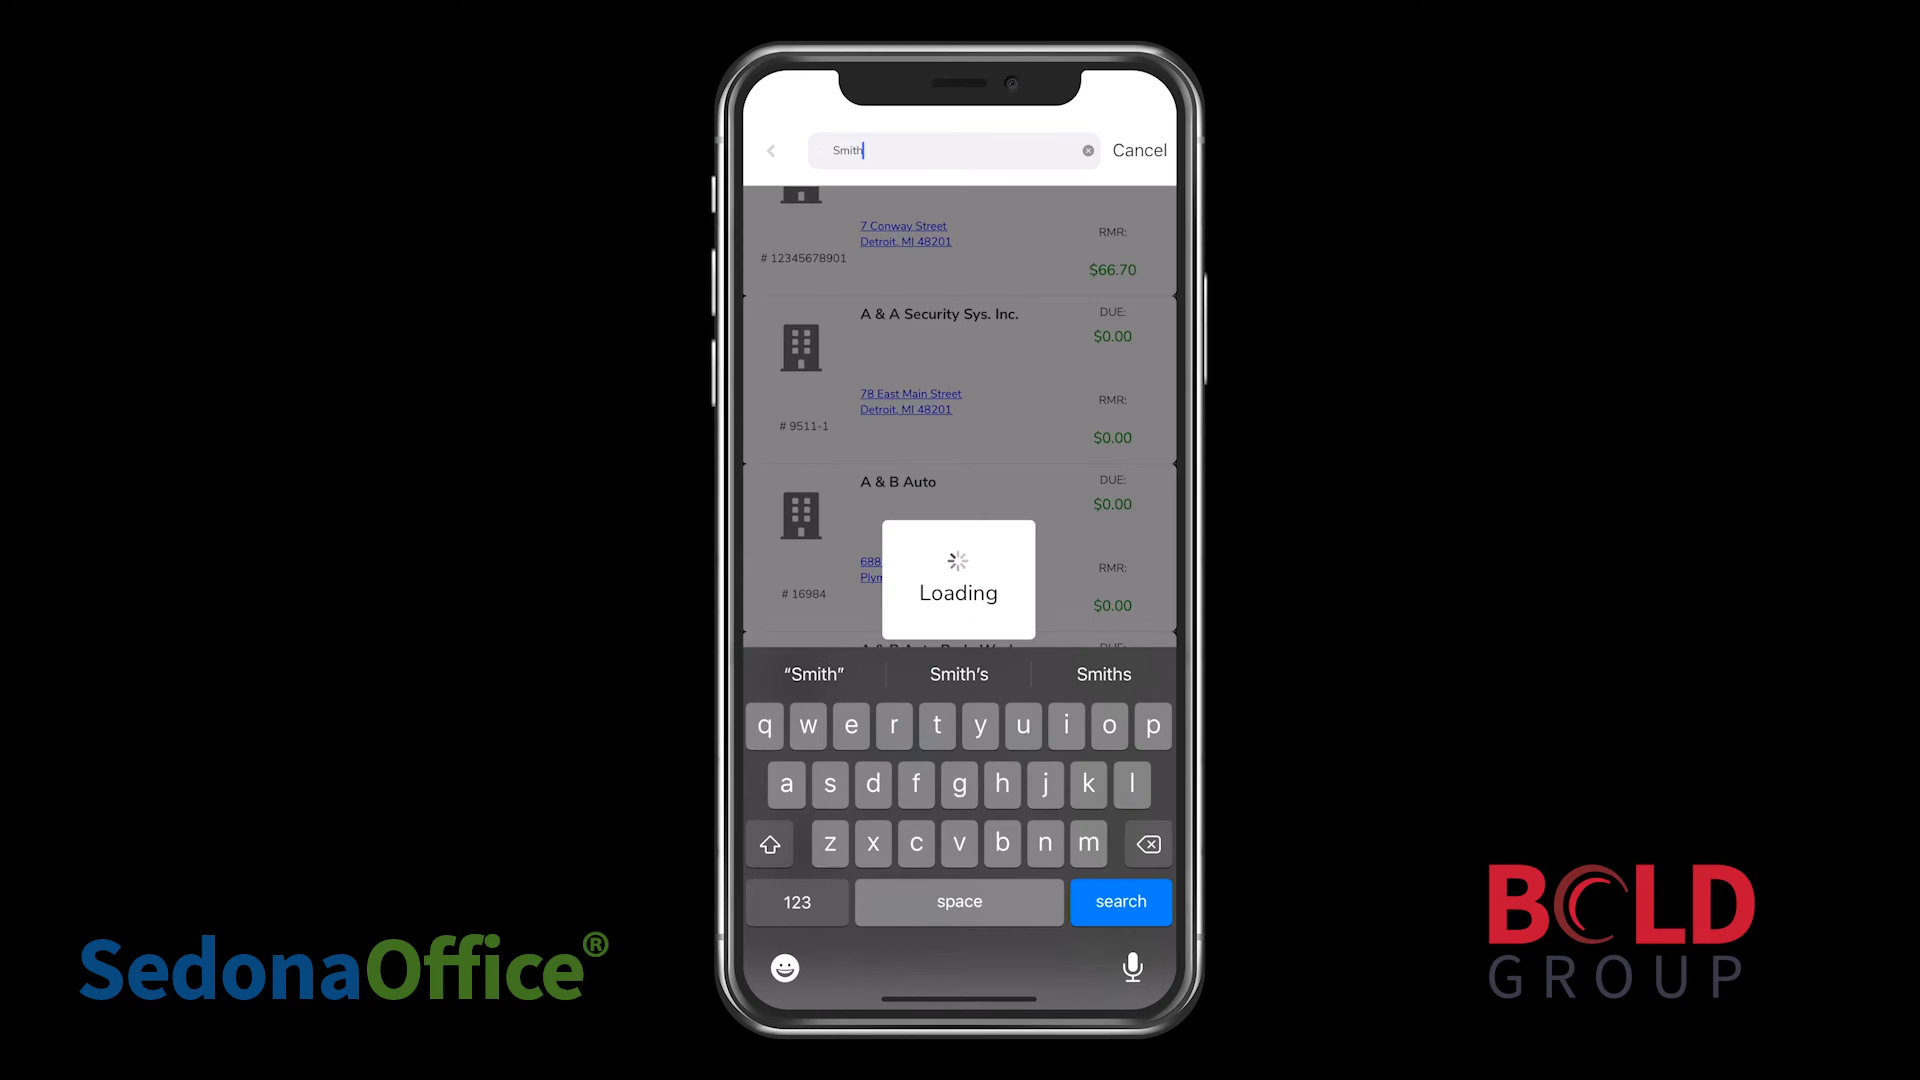 Smith
Cancel
7 Conway Street
Detroit, MI 48201
RMR:
# 12345678901
$66.70
A & A Security Sys. Inc.
DUE:
$0.00
78 East Main Street
Detroit, MI 48201
RMR:
# 9511-1
$0.00
A & B Auto
DUE:
$0.00
688
RMR:
# 16984
$0.00
Loading
“Smith”
Smith’s
Smiths
q w e r t y u i o p
a s d f g h j k l
z x c v b n m
123
space
search
SedonaOffice®
BOLD
GROUP